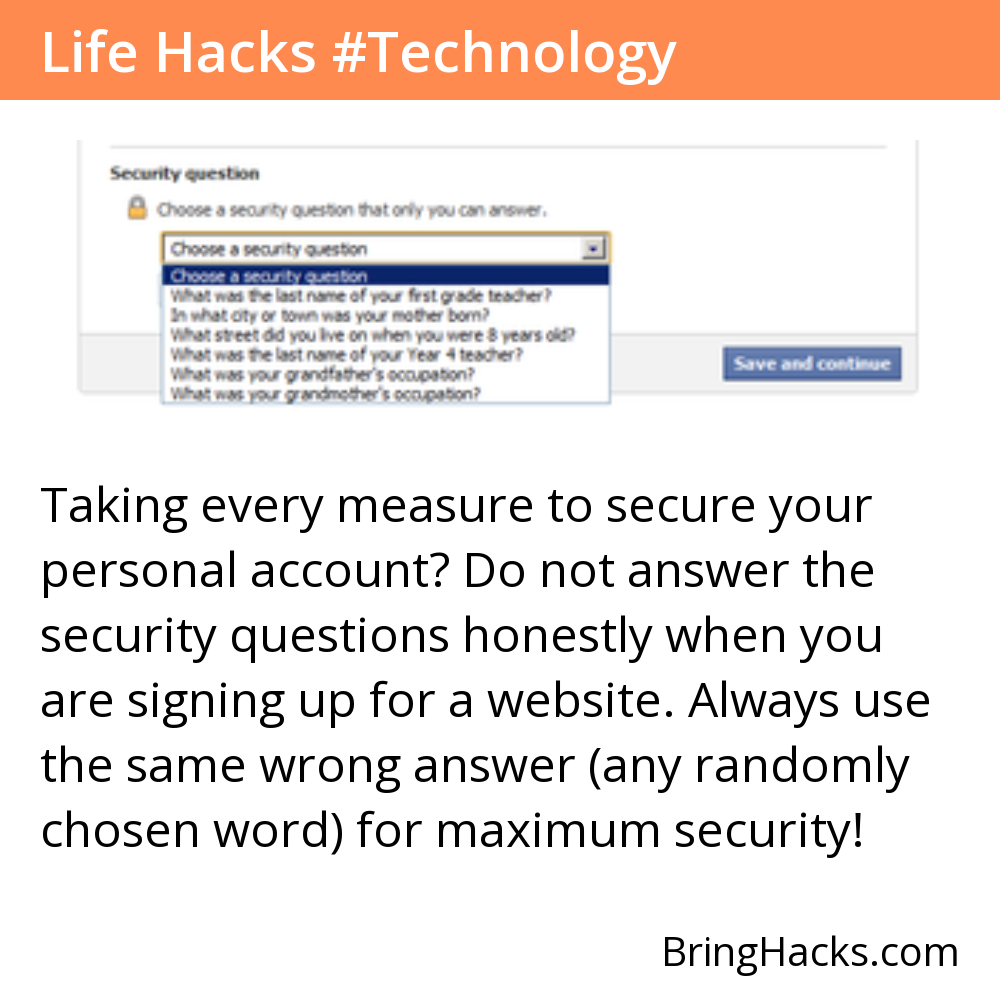 Life Hacks #Technology
Security question
Choose a security question that only you can answer.
Choose a security question
Choose a security question
What was the last name of your first grade teacher?
In what city or town was your mother born?
What street did you live on when you were 8 years old?
What was the last name of your Year 4 teacher?
What was your grandfather's occupation?
What was your grandmother's occupation?
Save and continue
Taking every measure to secure your
personal account? Do not answer the
security questions honestly when you
are signing up for a website. Always use
the same wrong answer (any randomly
chosen word) for maximum security!
BringHacks.com